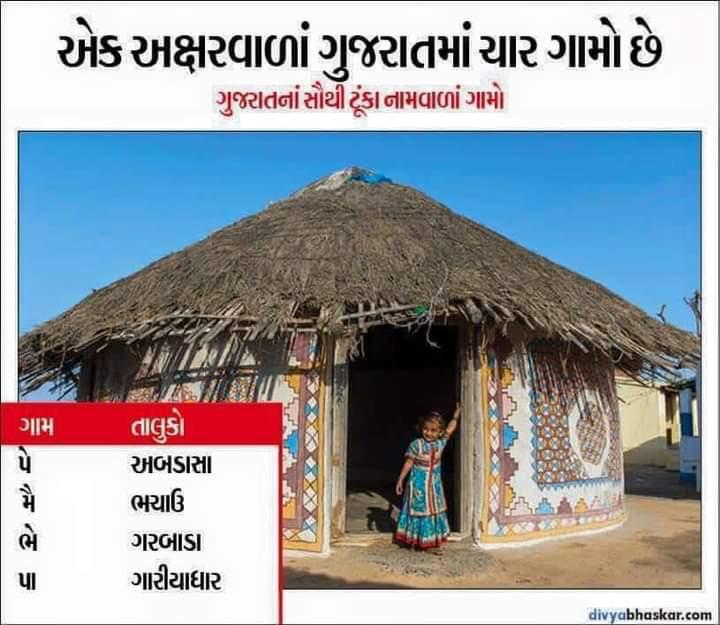 એક અક્ષરવાળાં ગુજરાતમાં ચાર ગામો છે
ગુજરાતનાં સૌથી ટૂંકા નામવાળાં ગામો
ગામ તાલુકો
પે અબડાસા
મૈ ભચાઉ
ભે ગરબાડા
પા ગારીયાધાર
divyabhaskar.com